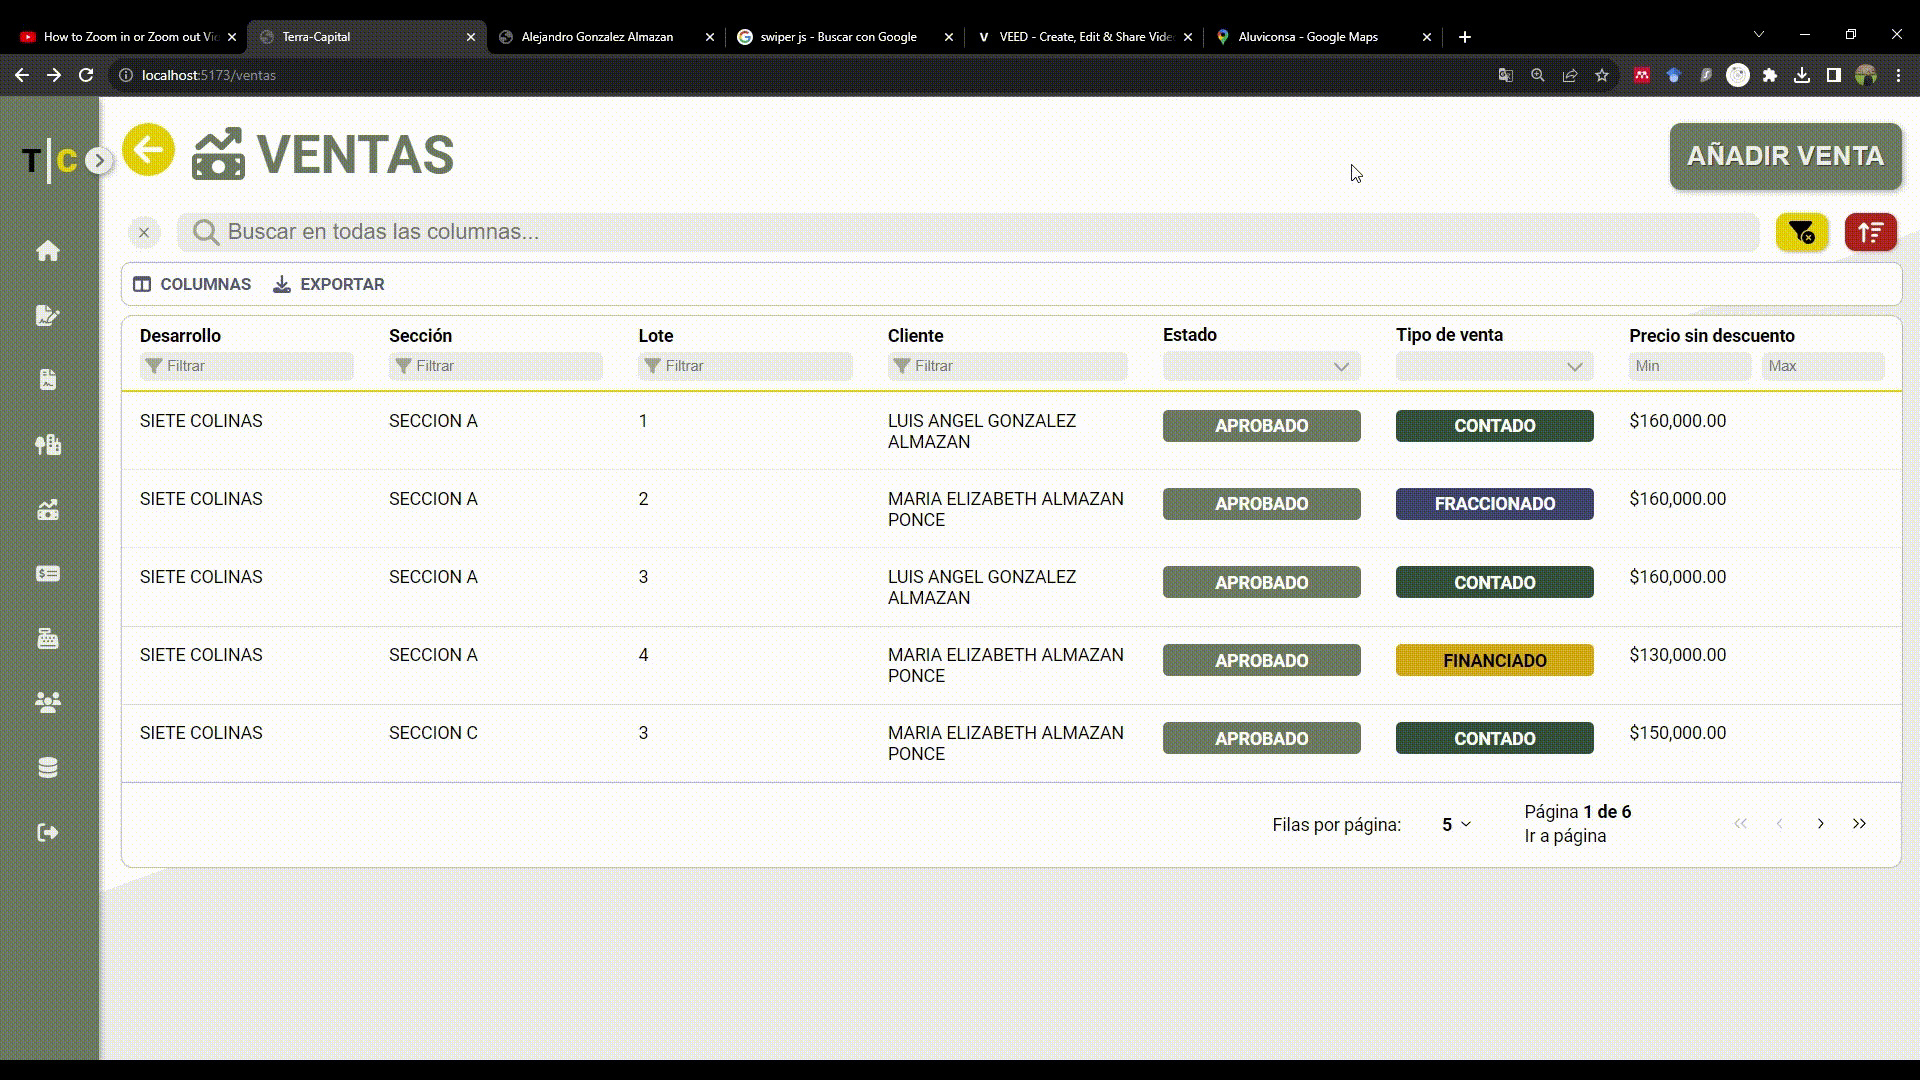 How to Zoom in or Zoom out Vi
Terra-Capital
Alejandro Gonzalez Almazan
swiper js - Buscar con Google
VEED - Create, Edit & Share Vide
Aluviconsa - Google Maps
localhost:5173/ventas
T|C
VENTAS
AÑADIR VENTA
Buscar en todas las columnas...
COLUMNAS EXPORTAR
Desarrollo Sección Lote Cliente Estado Tipo de venta Precio sin descuento
Filtrar Filtrar Filtrar Filtrar Min Max
SIETE COLINAS SECCION A 1 LUIS ANGEL GONZALEZ ALMAZAN APROBADO CONTADO $160,000.00
SIETE COLINAS SECCION A 2 MARIA ELIZABETH ALMAZAN PONCE APROBADO FRACCIONADO $160,000.00
SIETE COLINAS SECCION A 3 LUIS ANGEL GONZALEZ ALMAZAN APROBADO CONTADO $160,000.00
SIETE COLINAS SECCION A 4 MARIA ELIZABETH ALMAZAN PONCE APROBADO FINANCIADO $130,000.00
SIETE COLINAS SECCION C 3 MARIA ELIZABETH ALMAZAN PONCE APROBADO CONTADO $150,000.00
Filas por página: 5
Página 1 de 6
Ir a página